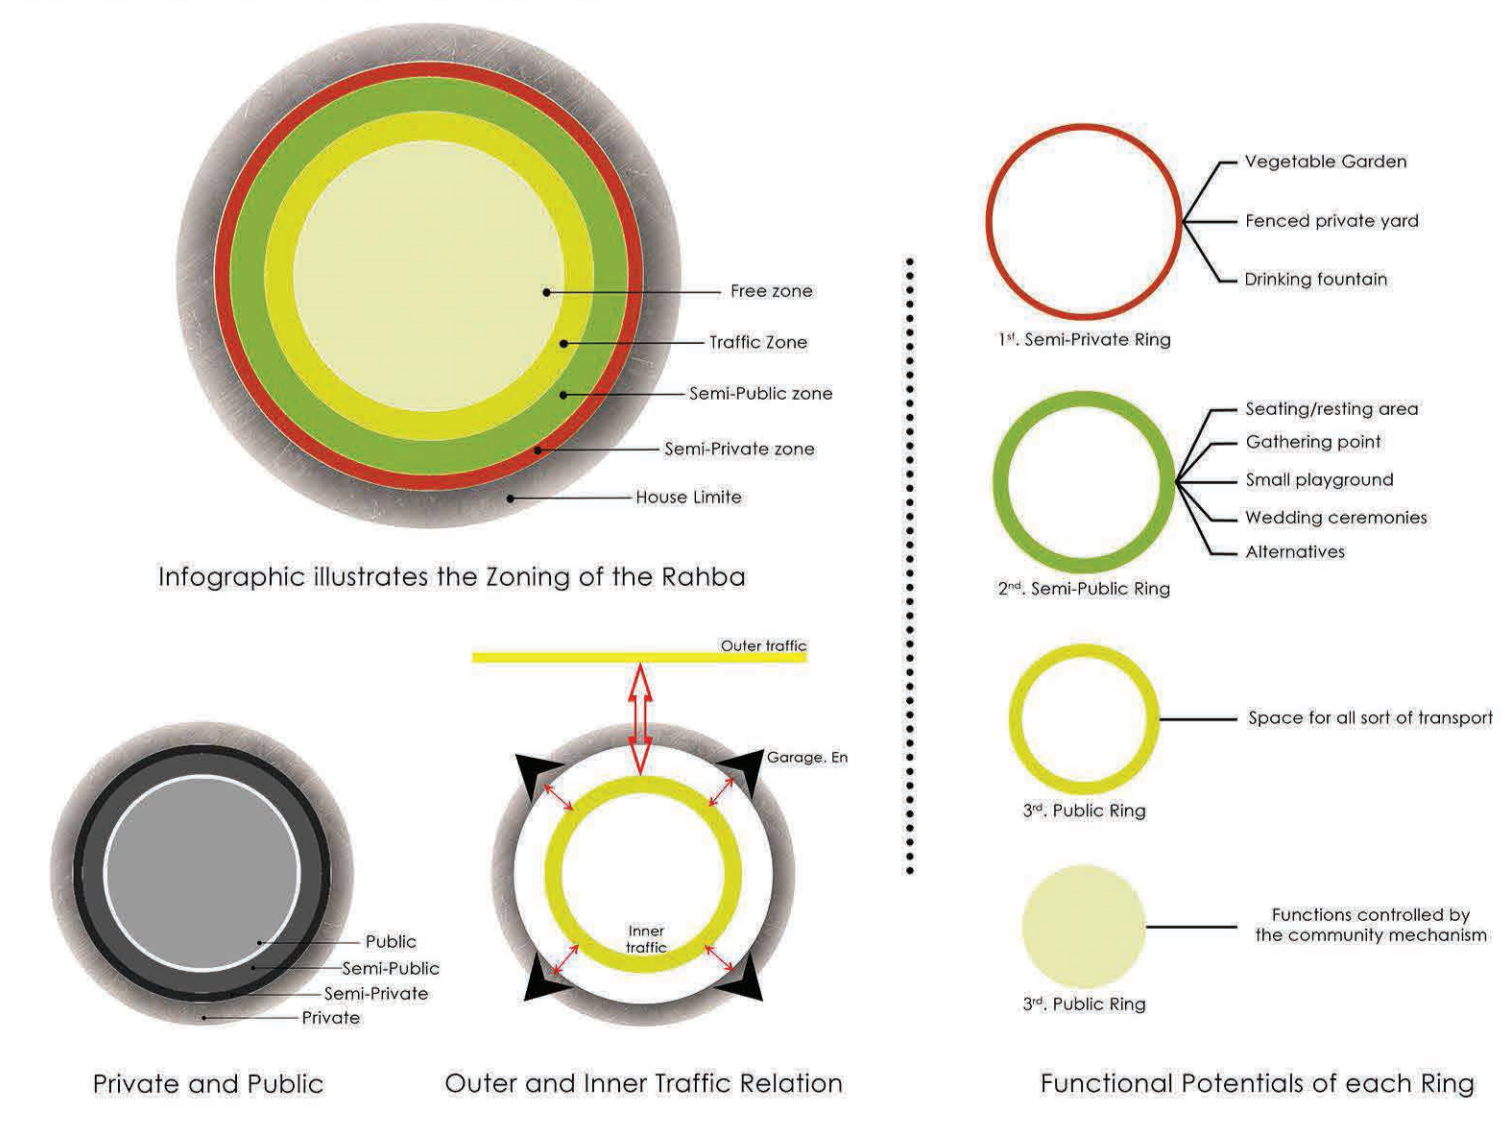 Free zone
Traffic Zone
Semi-Public zone
Semi-Private zone
House Limite
Infographic illustrates the Zoning of the Rahba
Public
Semi-Public
Semi-Private
Private
Private and Public
Outer traffic
Garage. En
Inner
traffic
Outer and Inner Traffic Relation
Vegetable Garden
Fenced private yard
Drinking fountain
1st. Semi-Private Ring
Seating/resting area
Gathering point
Small playground
Wedding ceremonies
Alternatives
2nd. Semi-Public Ring
Space for all sort of transport
3rd. Public Ring
Functions controlled by
the community mechanism
3rd. Public Ring
Functional Potentials of each Ring